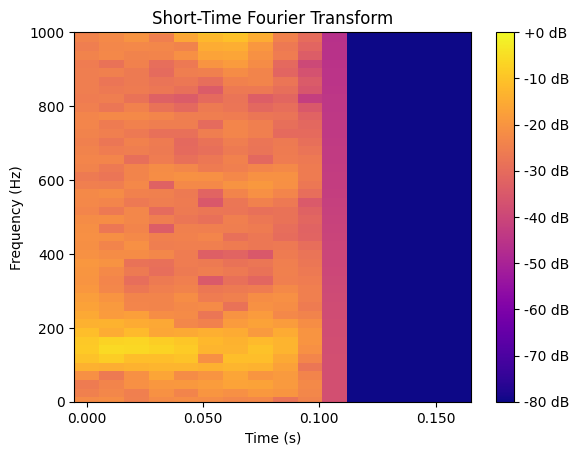 Short-Time Fourier Transform
Frequency (Hz)
1000
800
600
400
200
0
0.000
0.050
0.100
0.150
Time (s)
+0 dB
-10 dB
-20 dB
-30 dB
-40 dB
-50 dB
-60 dB
-70 dB
-80 dB